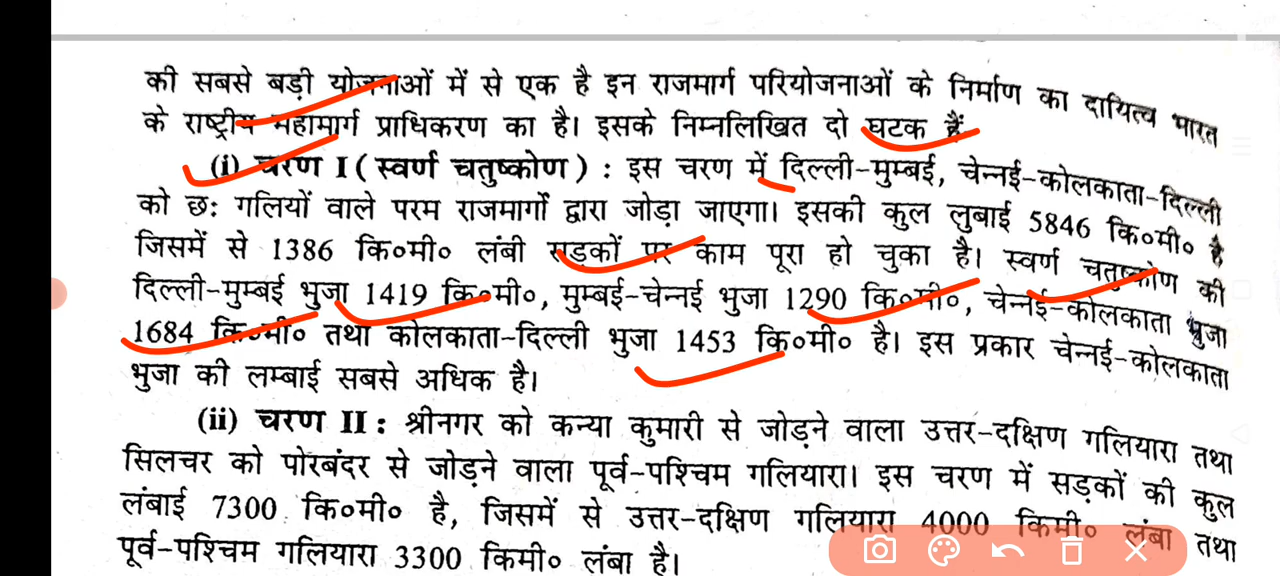 की सबसे बड़ी योजनाओं में से एक है इन राजमार्ग परियोजनाओं के निर्माण का दायित्व भारत
के राष्ट्रीय महामार्ग प्राधिकरण का है। इसके निम्नलिखित दो घटक हैं
(i) चरण I ( स्वर्ण चतुष्कोण ) : इस चरण में दिल्ली-मुम्बई, चेन्नई-कोलकाता-दिल्ली
को छः गलियों वाले परम राजमार्गों द्वारा जोड़ा जाएगा। इसकी कुल लुबाई 5846 कि०मी० है
जिसमें से 1386 कि०मी० लंबी सड़कों पर काम पूरा हो चुका है। स्वर्ण चतुष्कोण की
दिल्ली-मुम्बई भुजा 1419 कि०मी०, मुम्बई-चेन्नई भुजा 1290 कि०मी०, चेन्नई-कोलकाता भुजा
1684 कि०मी० तथा कोलकाता-दिल्ली भुजा 1453 कि०मी० है। इस प्रकार चेन्नई-कोलकाता
भुजा की लम्बाई सबसे अधिक है।
(ii) चरण II : श्रीनगर को कन्या कुमारी से जोड़ने वाला उत्तर-दक्षिण गलियारा तथा
सिलचर को पोरबंदर से जोड़ने वाला पूर्व-पश्चिम गलियारा। इस चरण में सड़कों की कुल
लंबाई 7300 कि०मी० है, जिसमें से उत्तर-दक्षिण गलियारा 4000 किमी० लंबा तथा
पूर्व-पश्चिम गलियारा 3300 किमी० लंबा है।